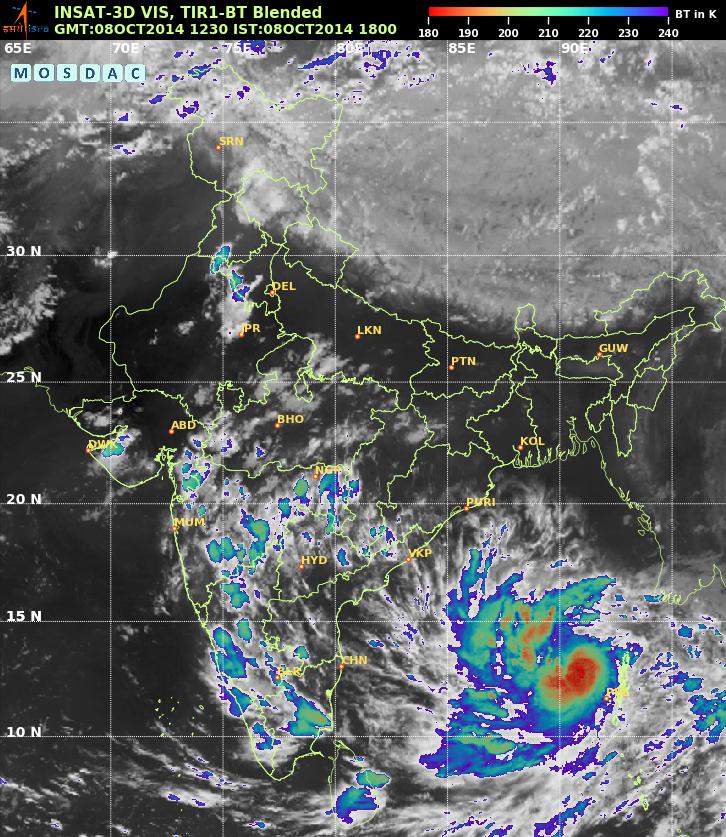 INSAT-3D VIS, TIR1-BT Blended
GMT:08OCT2014 1230 IST:08OCT2014 1800
BT in K
180 190 200 210 220 230 240
65E 70E 75E 80E 85E 90E
MOSDAC
SRN
30 N
DEL
JPR
LKN
GUW
PTN
25 N
ABD
BHO
DWK
KOL
NGP
20 N
PURI
MUM
VKP
HYD
15 N
CHN
BLR
10 N